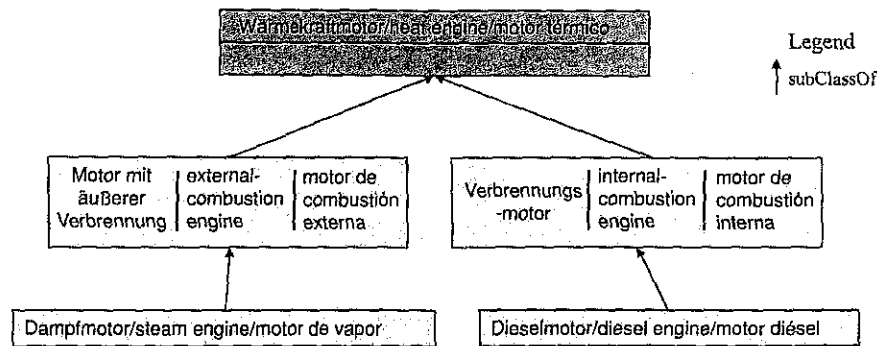 Wärmekraftmotor/heat engine/motor térmico
Legend
subClassOf
Motor mit
äußerer
Verbrennung
external-
combustion
engine
motor de
combustión
externa
Verbrennungs
-motor
internal-
combustion
engine
motor de
combustión
interna
Dampfmotor/steam engine/motor de vapor
Dieselmotor/diesel engine/motor diésel